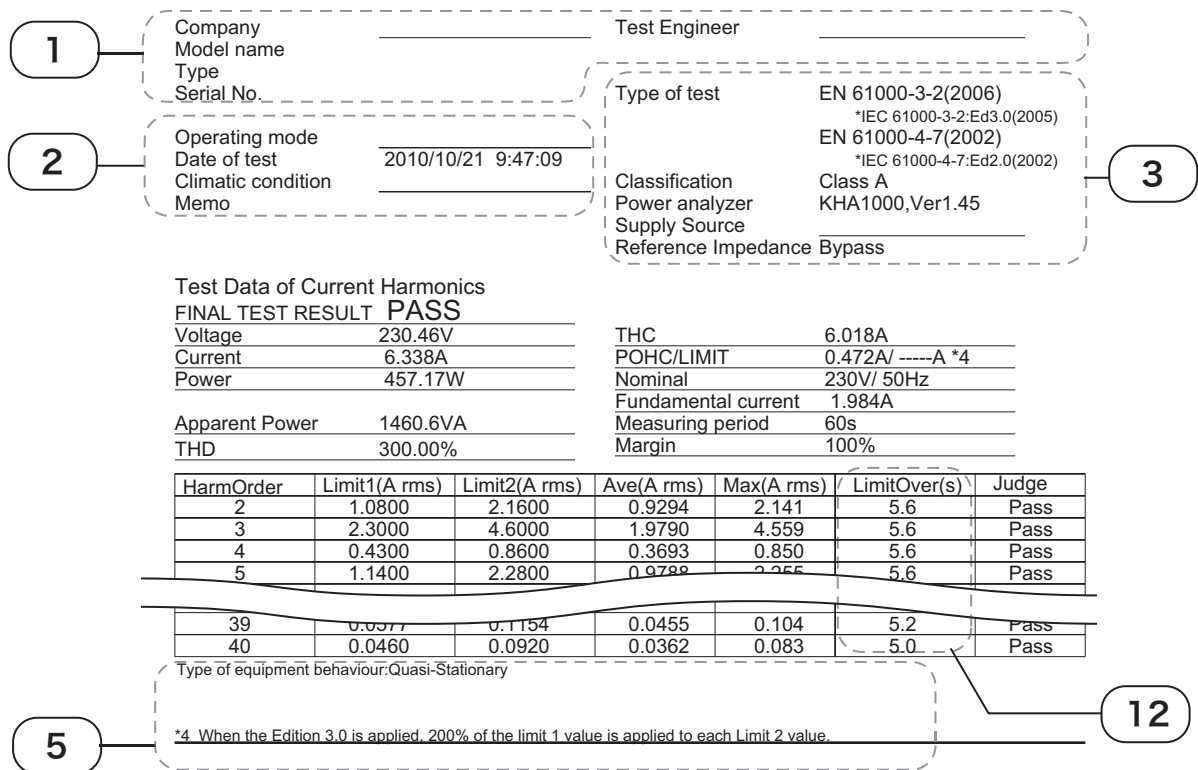 1
Company
Test Engineer
Model name
Type
Serial No.
2
Operating mode
Date of test 2010/10/21 9:47:09
Climatic condition
Memo
3
Type of test EN 61000-3-2(2006)
*IEC 61000-3-2:Ed3.0(2005)
EN 61000-4-7(2002)
*IEC 61000-4-7:Ed2.0(2002)
Classification Class A
Power analyzer KHA1000,Ver1.45
Supply Source
Reference Impedance Bypass
Test Data of Current Harmonics
FINAL TEST RESULT PASS
Voltage 230.46V
Current 6.338A
Power 457.17W
Apparent Power 1460.6VA
THD 300.00%
THC 6.018A
POHC/LIMIT 0.472A/ -----A *4
Nominal 230V/ 50Hz
Fundamental current 1.984A
Measuring period 60s
Margin 100%
HarmOrder Limit1(A rms) Limit2(A rms) Ave(A rms) Max(A rms) LimitOver(s) Judge
2 1.0800 2.1600 0.9294 2.141 5.6 Pass
3 2.3000 4.6000 1.9790 4.559 5.6 Pass
4 0.4300 0.8600 0.3693 0.850 5.6 Pass
5 1.1400 2.2800 0.9788 2.255 5.6 Pass
39 0.0577 0.1154 0.0455 0.104 5.2 Pass
40 0.0460 0.0920 0.0362 0.083 5.0 Pass
12
Type of equipment behaviour:Quasi-Stationary
5
*4 When the Edition 3.0 is applied, 200% of the limit 1 value is applied to each Limit 2 value.